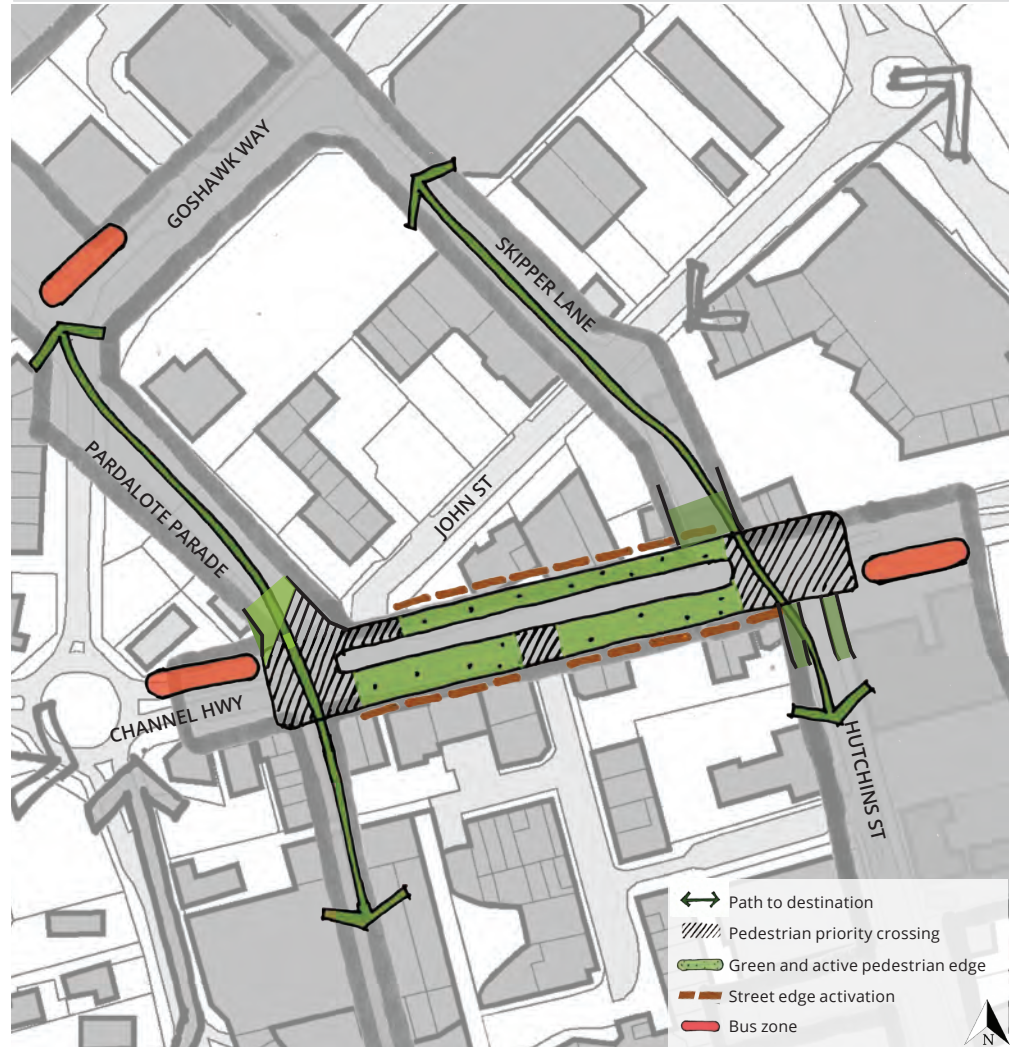 GOSHAWK WAY
SKIPPER LANE
PARDALOTE PARADE
JOHN ST
CHANNEL HWY
HUTCHINS ST
Path to destination
Pedestrian priority crossing
Green and active pedestrian edge
Street edge activation
Bus zone
N